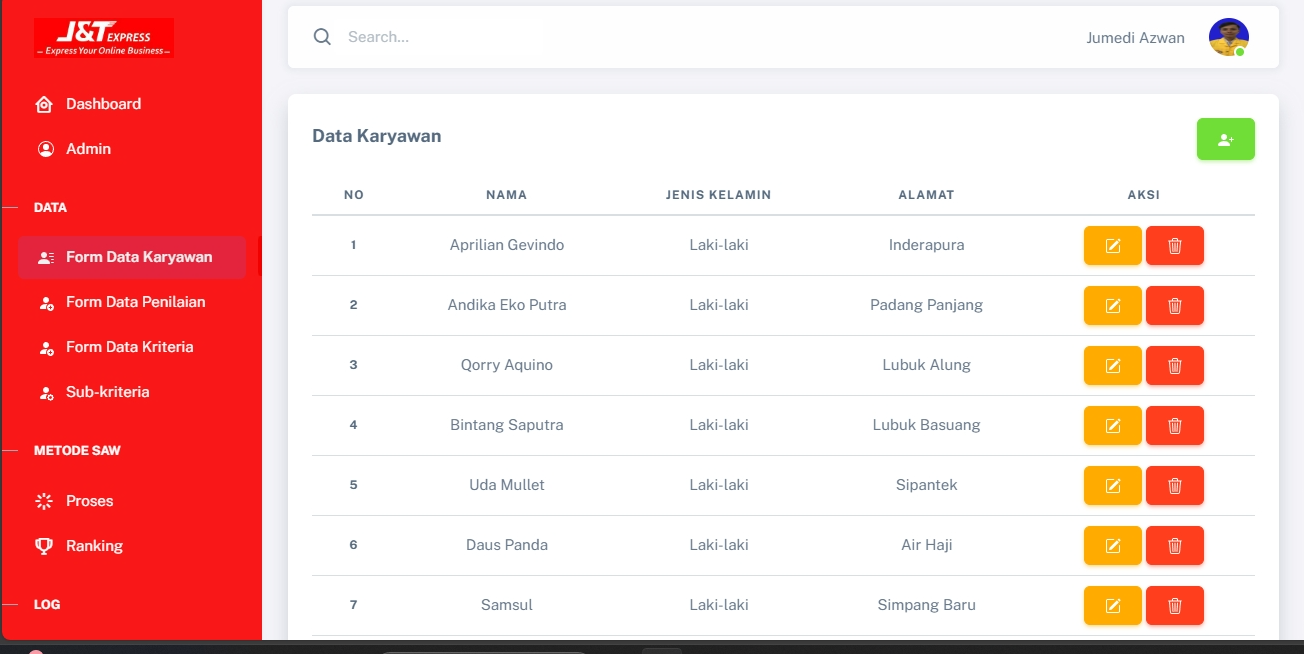 J&T EXPRESS
Express Your Online Business
Dashboard
Admin
DATA
Form Data Karyawan
Form Data Penilaian
Form Data Kriteria
Sub-kriteria
METODE SAW
Proses
Ranking
LOG
Search...
Jumedi Azwan
Data Karyawan
NO NAMA JENIS KELAMIN ALAMAT AKSI
1 Aprilian Gevindo Laki-laki Inderapura
2 Andika Eko Putra Laki-laki Padang Panjang
3 Qorry Aquino Laki-laki Lubuk Alung
4 Bintang Saputra Laki-laki Lubuk Basuang
5 Uda Mullet Laki-laki Sipantek
6 Daus Panda Laki-laki Air Haji
7 Samsul Laki-laki Simpang Baru